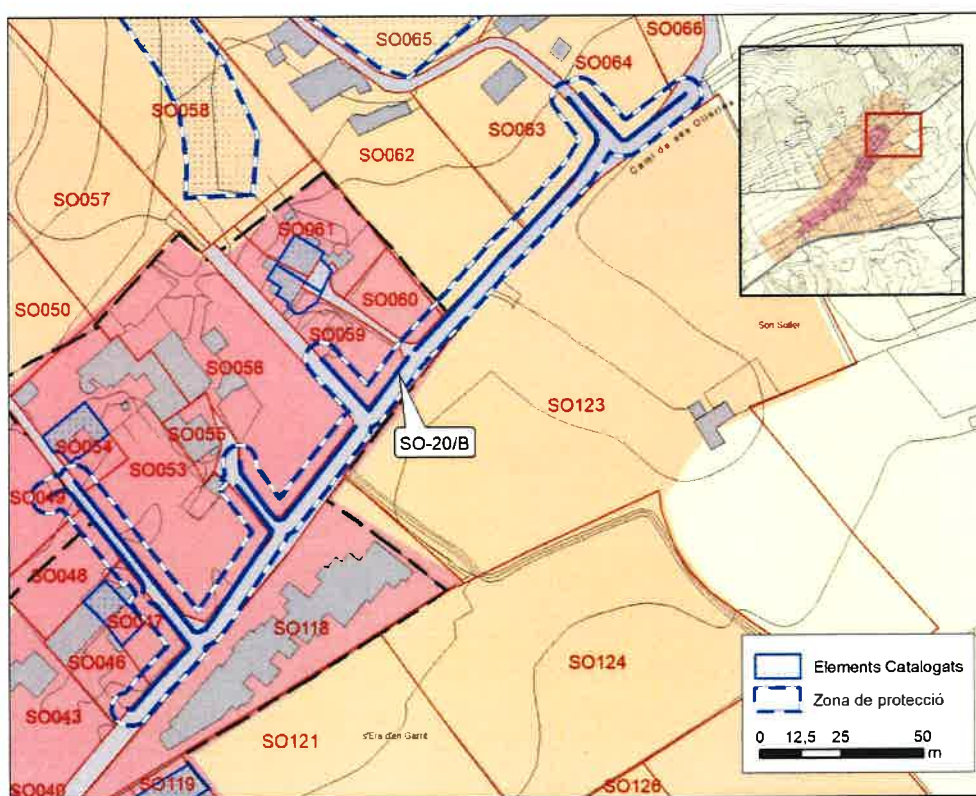 SO065
SO066
SO064
SO058
SO063
SO062
Camí de ses Olleries
SO057
SO061
SO050
SO060
SO059
Son Soller
SO056
SO123
SO055
SO-20/B
SO054
SO053
SO049
SO048
SO047
SO118
SO046
SO124
Elements Catalogats
Zona de protecció
SO043
SO121
s'Era d'en Garrit
0 12,5 25 50
m
SO040
SO119
SO126